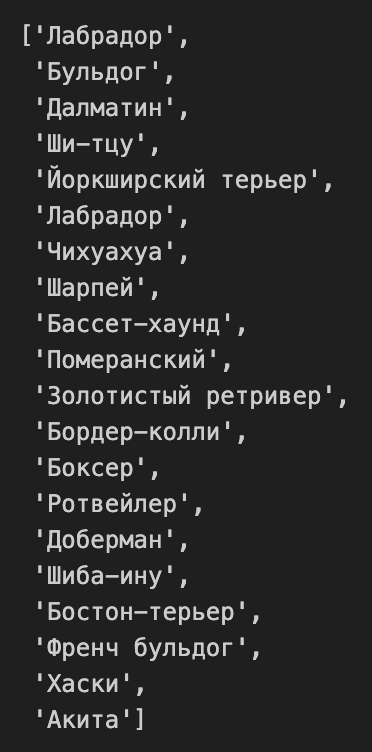 ['Лабрадор',
'Бульдог',
'Далматин',
'Ши-тцу',
'Йоркширский терьер',
'Лабрадор',
'Чихуахуа',
'Шарпей',
'Бассет-хаунд',
'Померанский',
'Золотистый ретривер',
'Бордер-колли',
'Боксер',
'Ротвейлер',
'Доберман',
'Шиба-ину',
'Бостон-терьер',
'Френч бульдог',
'Хаски',
'Акита']